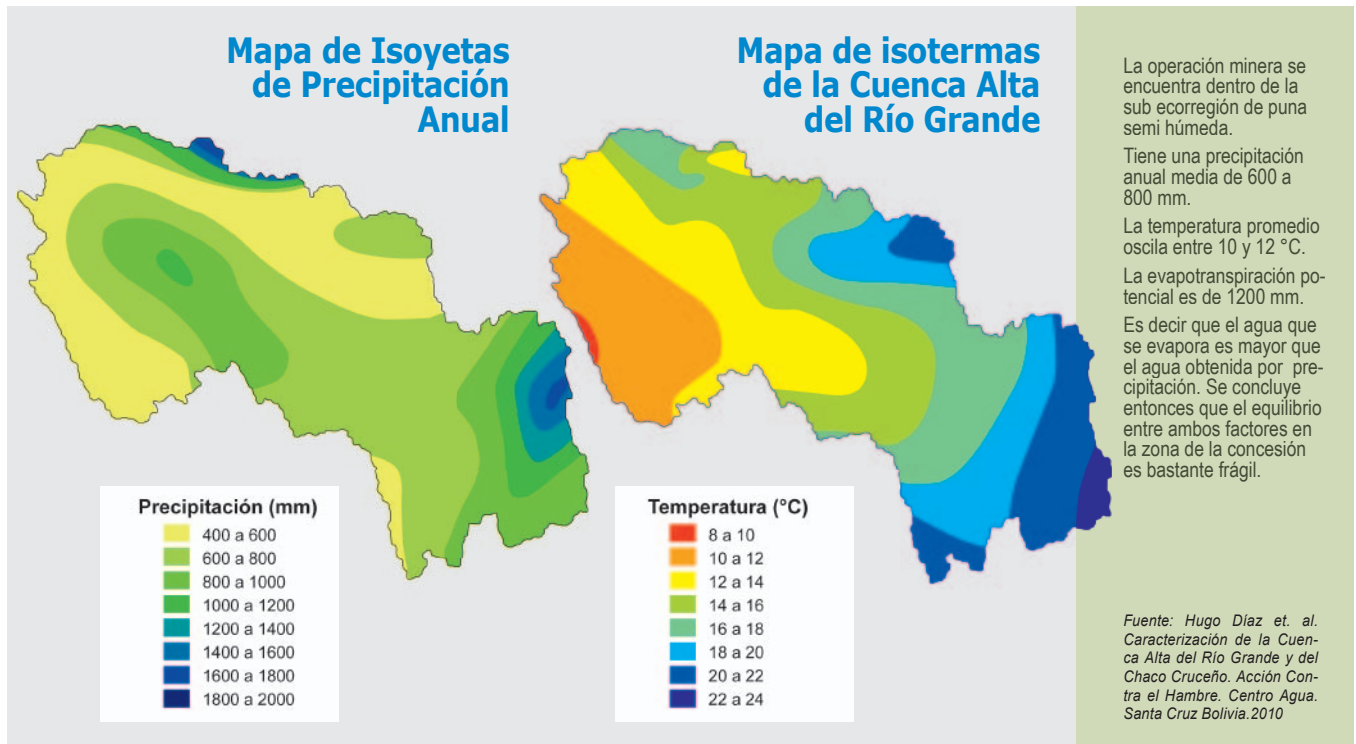 Mapa de Isoyetas
de Precipitación
Anual
Precipitación (mm)
400 a 600
600 a 800
800 a 1000
1000 a 1200
1200 a 1400
1400 a 1600
1600 a 1800
1800 a 2000
Mapa de isotermas
de la Cuenca Alta
del Río Grande
Temperatura (°C)
8 a 10
10 a 12
12 a 14
14 a 16
16 a 18
18 a 20
20 a 22
22 a 24
La operación minera se
encuentra dentro de la
sub ecorregión de puna
semi húmeda.
Tiene una precipitación
anual media de 600 a
800 mm.
La temperatura promedio
oscila entre 10 y 12 °C.
La evapotranspiración po-
tencial es de 1200 mm.
Es decir que el agua que
se evapora es mayor que
el agua obtenida por pre-
cipitación. Se concluye
entonces que el equilibrio
entre ambos factores en
la zona de la concesión
es bastante frágil.
Fuente: Hugo Díaz et. al.
Caracterización de la Cuen-
ca Alta del Río Grande y del
Chaco Cruceño. Acción Con-
tra el Hambre. Centro Agua.
Santa Cruz Bolivia.2010